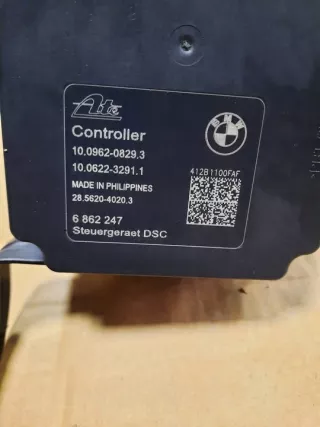 Ate
BMW
Controller
10.0962-0829.3
10.0622-3291.1
412B1100FAF
MADE IN PHILIPPINES
28.5620-4020.3
6 862 247
Steuergeraet DSC